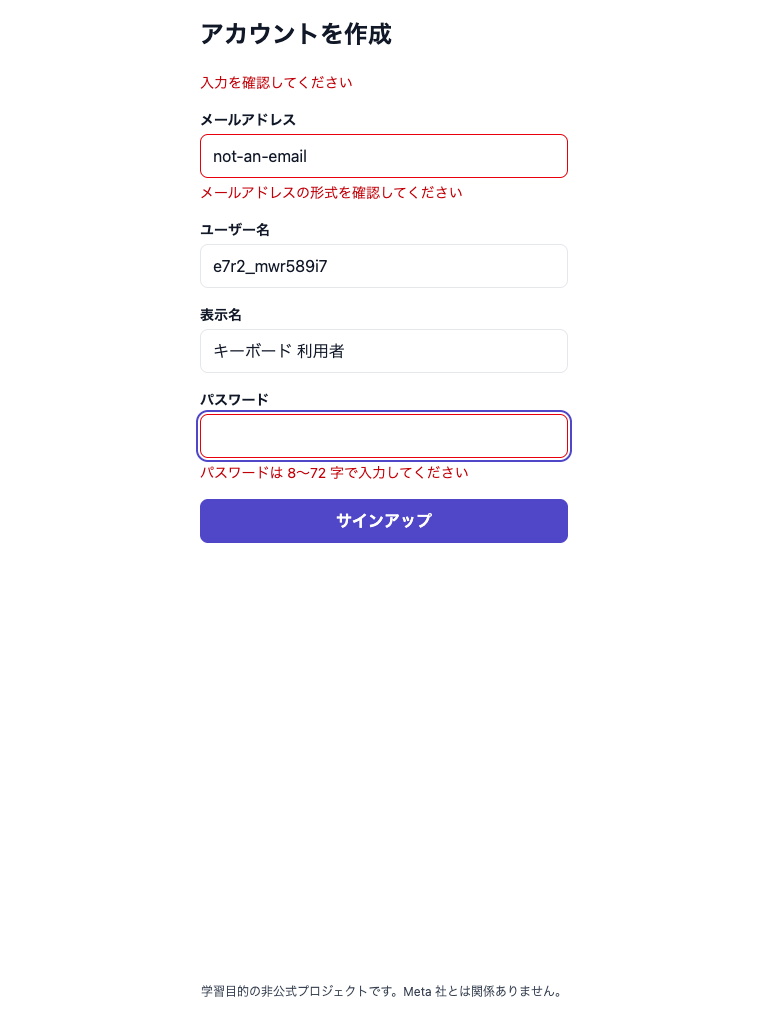 アカウントを作成
入力を確認してください
メールアドレス
not-an-email
メールアドレスの形式を確認してください
ユーザー名
e7r2_mwr589i7
表示名
キーボード 利用者
パスワード
パスワードは 8〜72 字で入力してください
サインアップ
学習目的の非公式プロジェクトです。Meta 社とは関係ありません。